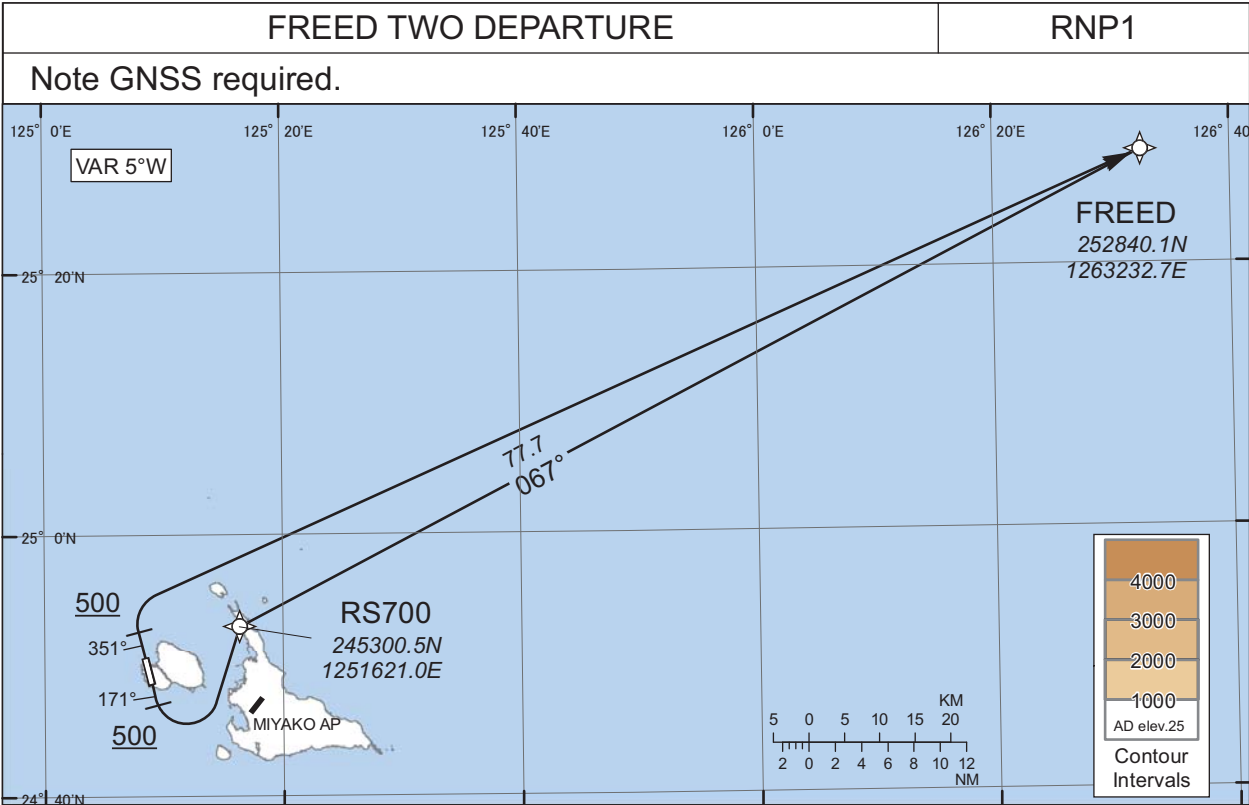 FREED TWO DEPARTURE
RNP1
Note GNSS required.
125° 0'E
125° 20'E
125° 40'E
126° 0'E
126° 20'E
126° 40
VAR 5°W
FREED
252840.1N
1263232.7E
25° 20'N
77.7
067°
25° 0'N
500
351°
RS700
245300.5N
1251621.0E
171°
500
MIYAKO AP
KM
5 0 5 10 15 20
2 0 2 4 6 8 10 12
NM
4000
3000
2000
1000
AD elev.25
Contour
Intervals
24° 40'N